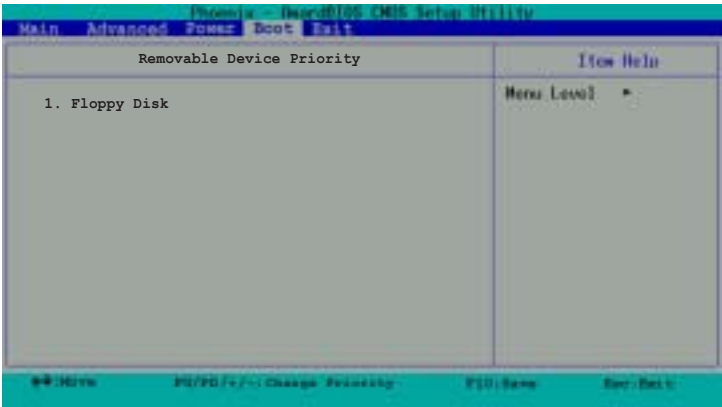 Phoenix - AwardBIOS CMOS Setup Utility
Main Advanced Power Boot Exit
Removable Device Priority
Item Help
1. Floppy Disk
Menu Level
:Move PU/PD/+/-:Change Priority F10:Save Esc:Exit